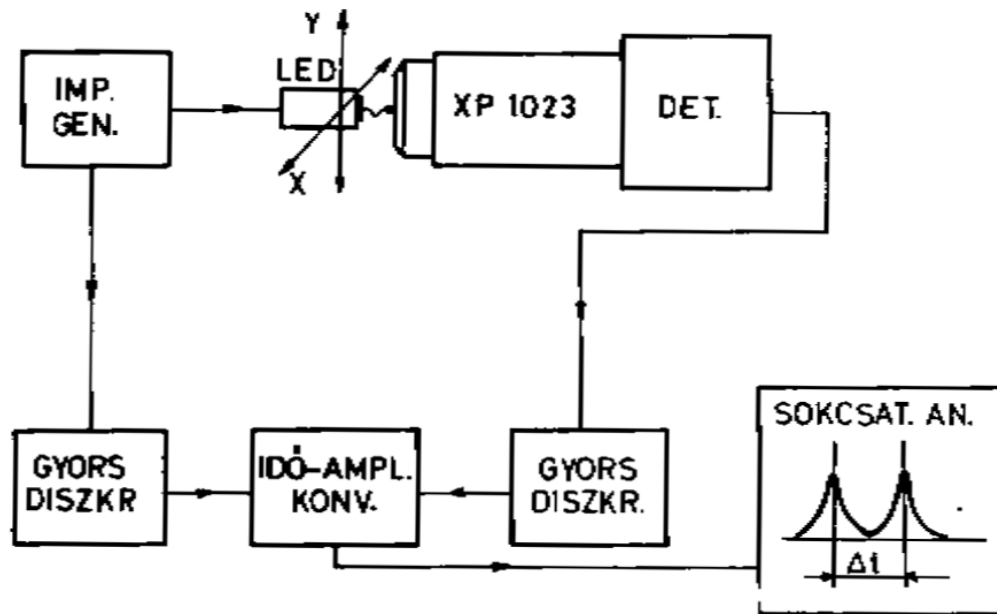 IMP.
GEN.
LED
Y
X
XP 1023
DET.
GYORS
DISZKR
IDŐ-AMPL.
KONV.
GYORS
DISZKR.
SOKCSAT. AN.
Δt